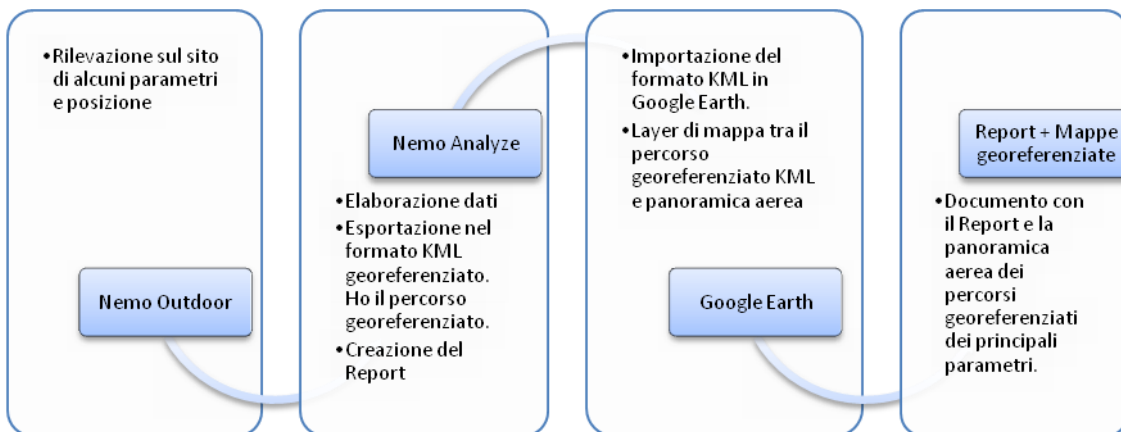 •Rilevazione sul sito
di alcuni parametri
e posizione
Nemo Outdoor
Nemo Analyze
•Elaborazione dati
•Esportazione nel
formato KML
georeferenziato.
Ho il percorso
georeferenziato.
•Creazione del
Report
•Importazione del
formato KML in
Google Earth.
•Layer di mappa tra il
percorso
georeferenziato KML
e panoramica aerea
Google Earth
Report + Mappe
georeferenziate
•Documento con
il Report e la
panoramica
aerea dei
percorsi
georeferenziati
dei principali
parametri.